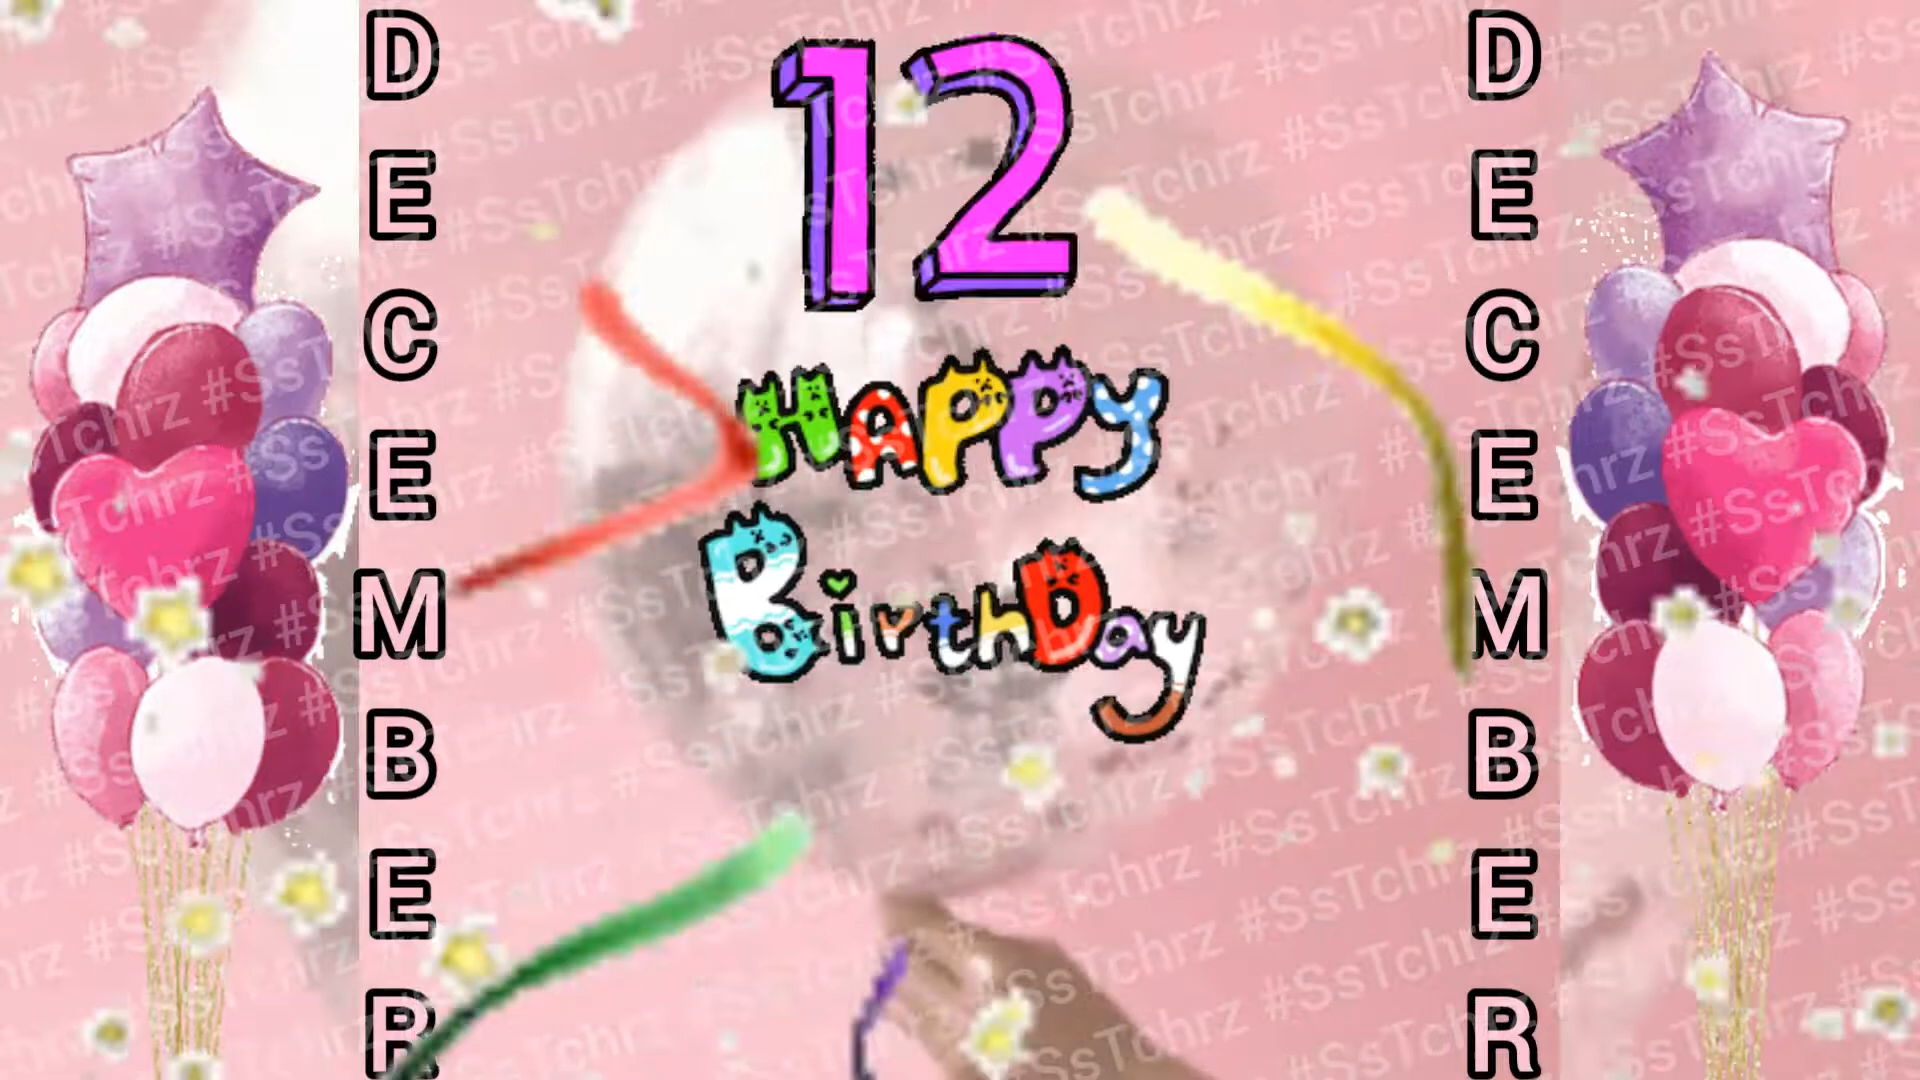 DECEMBER
12
HAPPY
BirthDay
DECEMBER
#SsTchrz